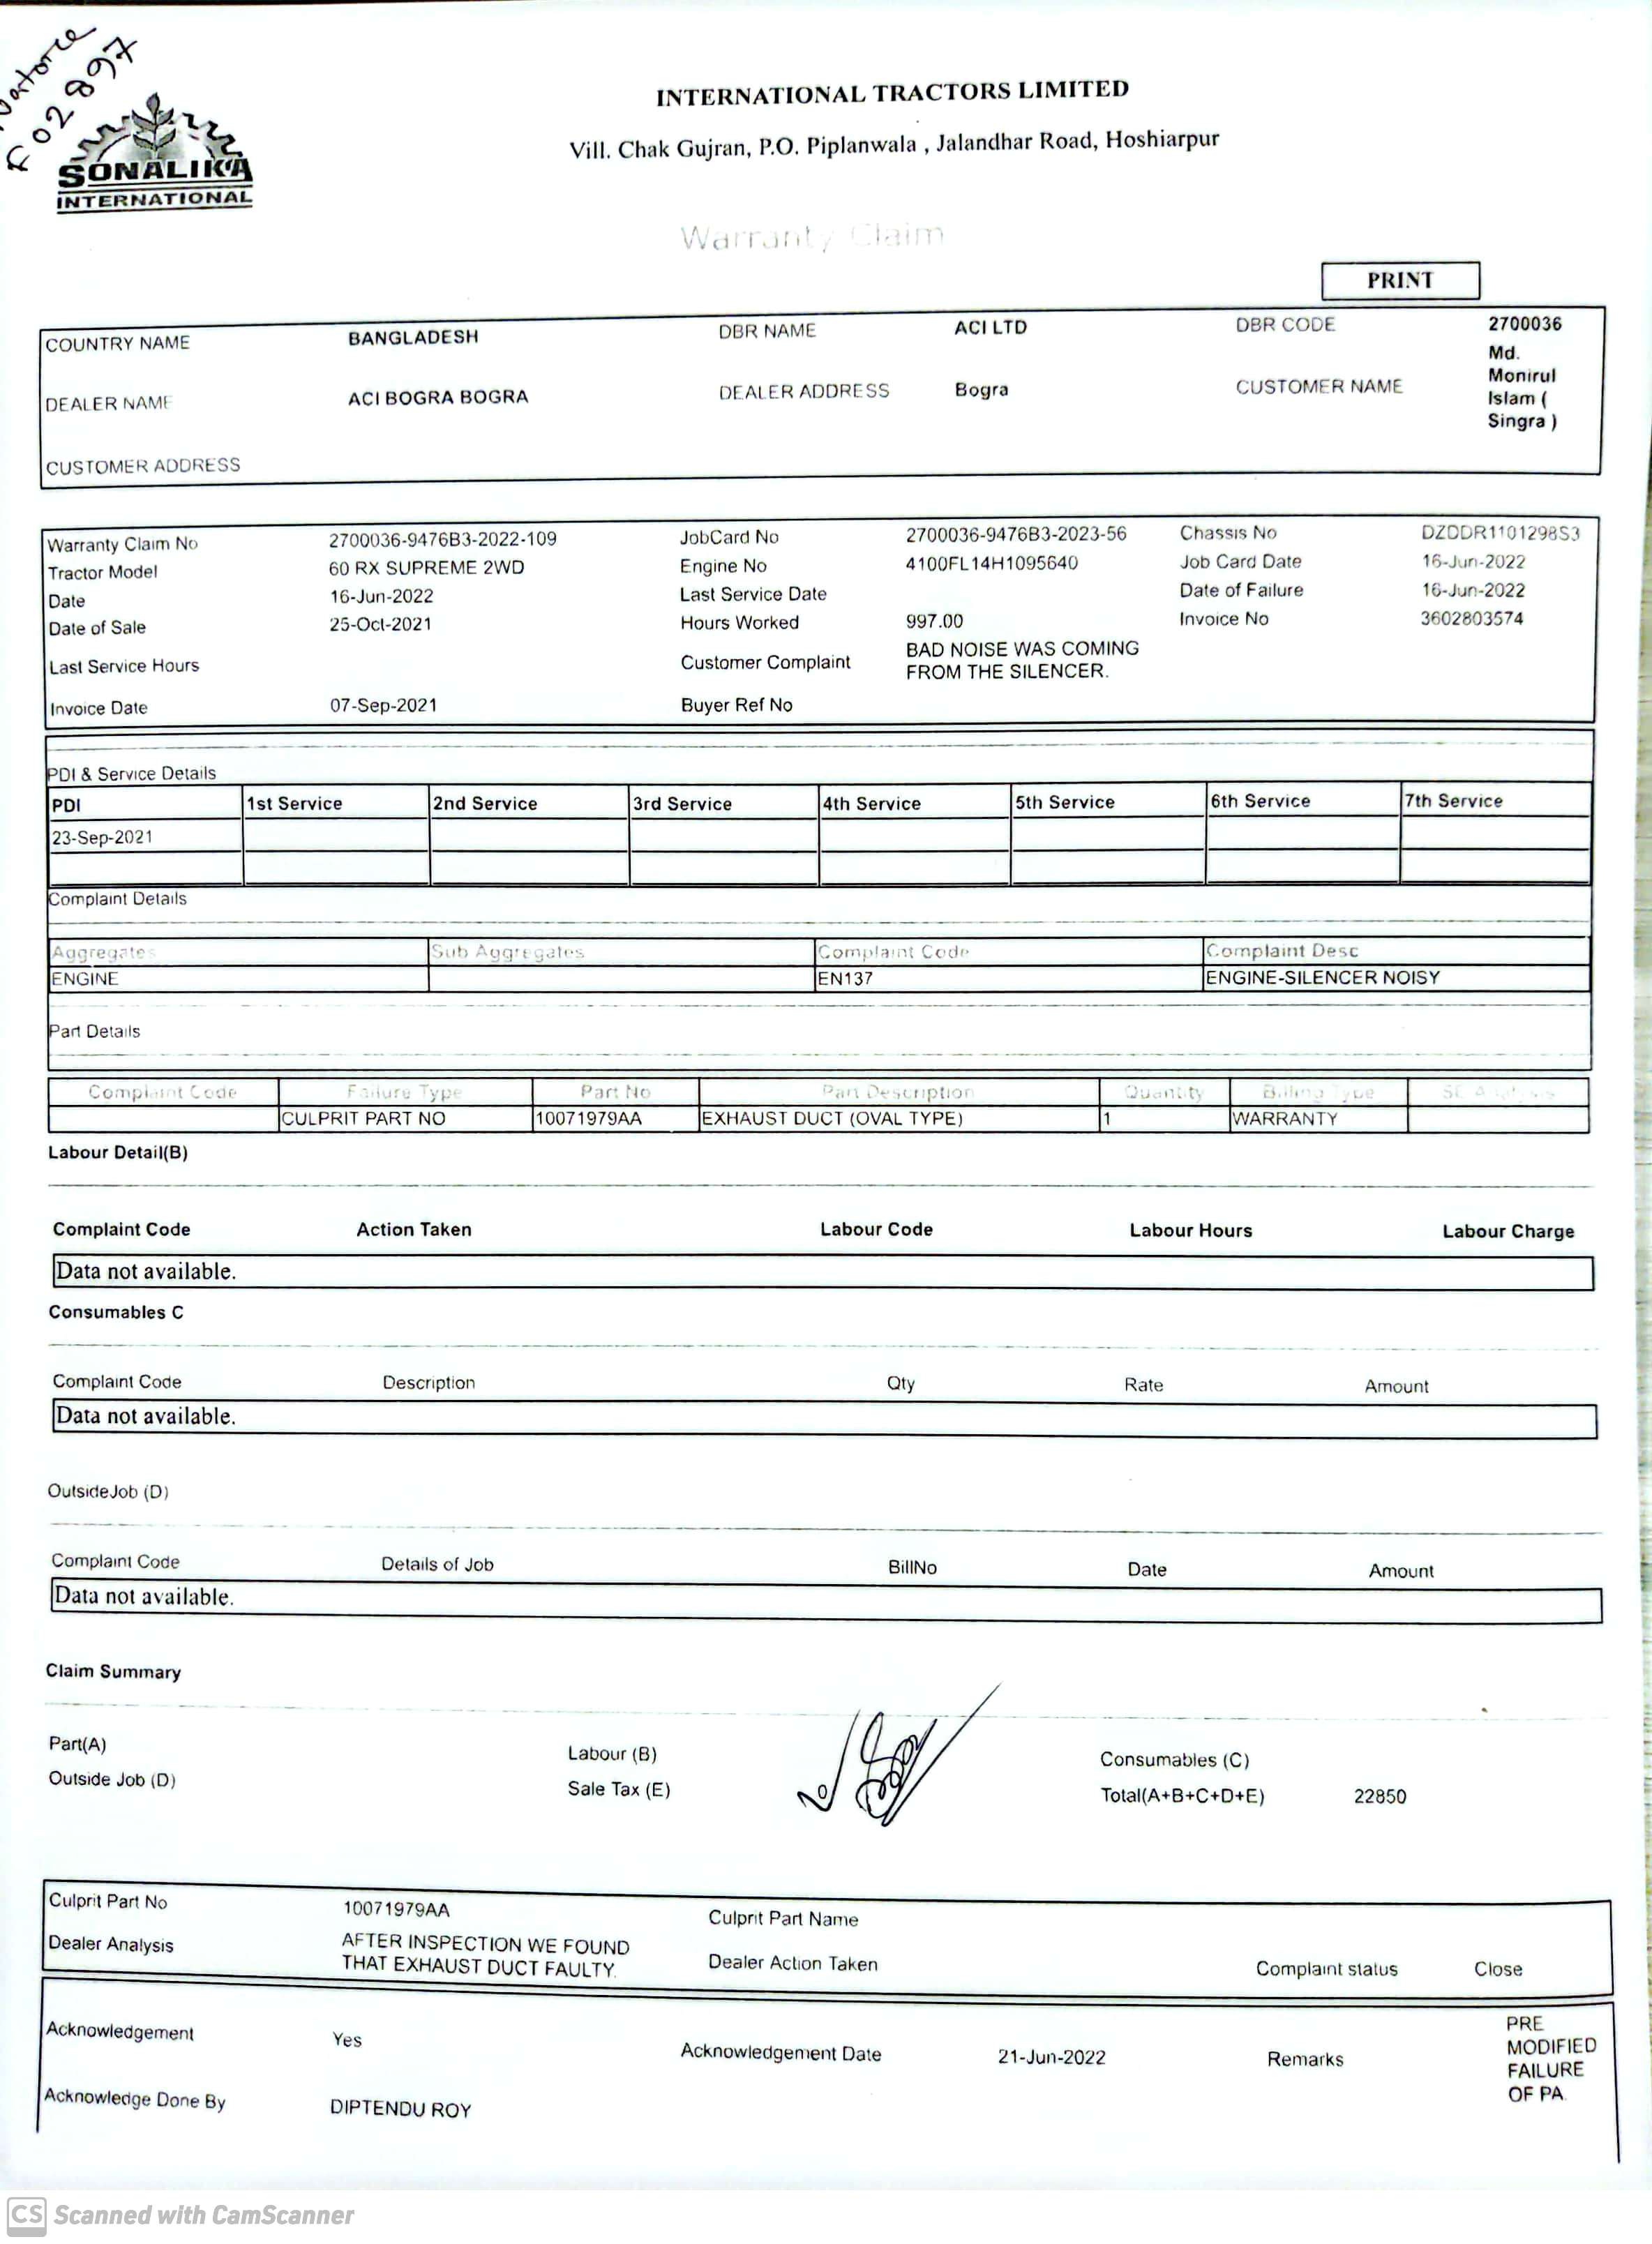 F028897
SONALIKA
INTERNATIONAL
INTERNATIONAL TRACTORS LIMITED
Vill. Chak Gujran, P.O. Piplanwala , Jalandhar Road, Hoshiarpur
Warranty Claim
PRINT
COUNTRY NAME BANGLADESH DBR NAME ACI LTD DBR CODE 2700036
DEALER NAME ACI BOGRA BOGRA DEALER ADDRESS Bogra CUSTOMER NAME Md.
Monirul
Islam (
Singra )
CUSTOMER ADDRESS
Warranty Claim No 2700036-9476B3-2022-109 JobCard No 2700036-9476B3-2023-56 Chassis No DZDDR1101298S3
Tractor Model 60 RX SUPREME 2WD Engine No 4100FL14H1095640 Job Card Date 16-Jun-2022
Date 16-Jun-2022 Last Service Date Date of Failure 16-Jun-2022
Date of Sale 25-Oct-2021 Hours Worked 997.00 Invoice No 3602803574
Last Service Hours Customer Complaint BAD NOISE WAS COMING
FROM THE SILENCER.
Invoice Date 07-Sep-2021 Buyer Ref No
PDI & Service Details
PDI 1st Service 2nd Service 3rd Service 4th Service 5th Service 6th Service 7th Service
23-Sep-2021
Complaint Details
Aggregates Sub Aggregates Complaint Code Complaint Desc
ENGINE EN137 ENGINE-SILENCER NOISY
Part Details
Complaint Code Failure Type Part No Part Description Quantity Billing Type
CULPRIT PART NO 10071979AA EXHAUST DUCT (OVAL TYPE) 1 WARRANTY
Labour Detail(B)
Complaint Code Action Taken Labour Code Labour Hours Labour Charge
Data not available.
Consumables C
Complaint Code Description Qty Rate Amount
Data not available.
OutsideJob (D)
Complaint Code Details of Job BillNo Date Amount
Data not available.
Claim Summary
Part(A) Labour (B) Consumables (C)
Outside Job (D) Sale Tax (E) Total(A+B+C+D+E) 22850
Culprit Part No 10071979AA Culprit Part Name
Dealer Analysis AFTER INSPECTION WE FOUND
THAT EXHAUST DUCT FAULTY. Dealer Action Taken Complaint status Close
Acknowledgement Yes Acknowledgement Date 21-Jun-2022 Remarks PRE
MODIFIED
FAILURE
OF PA
Acknowledge Done By DIPTENDU ROY
CS Scanned with CamScanner